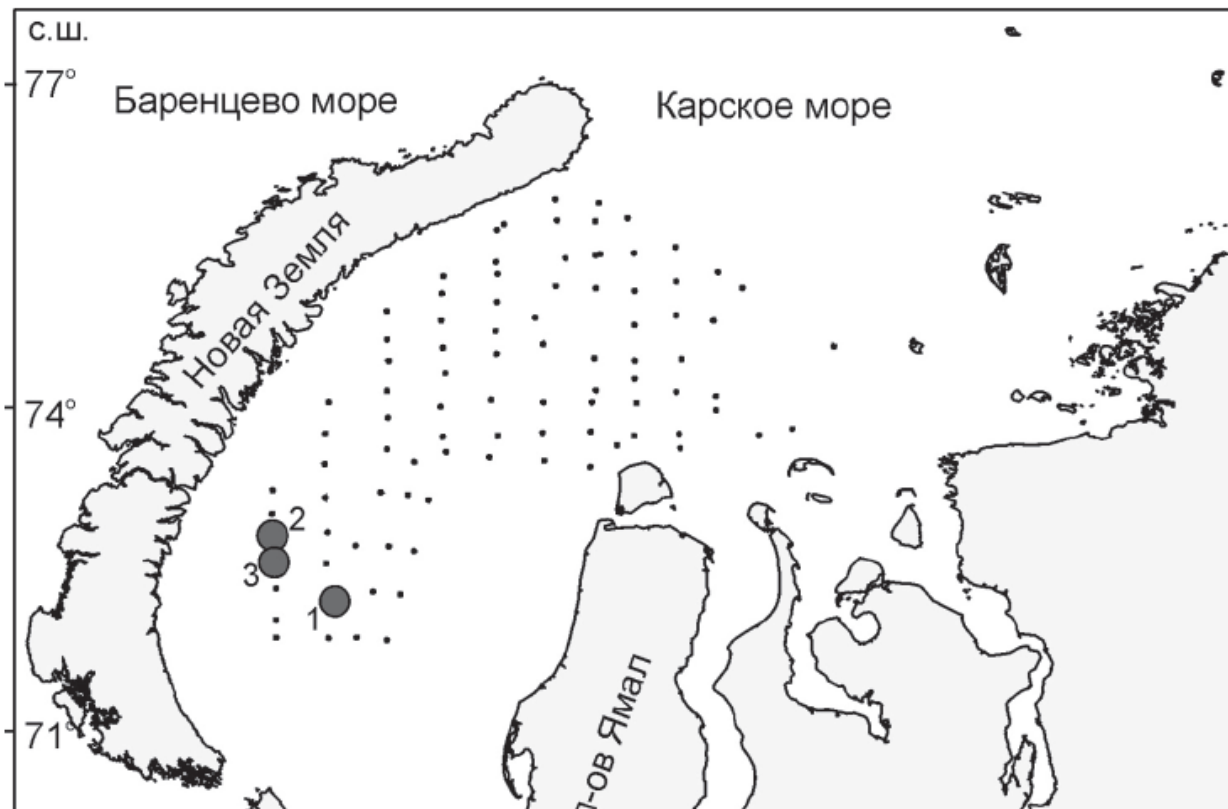 с.ш.
77°
Баренцево море
Карское море
Новая Земля
74°
2
3
1
71°
п-ов Ямал